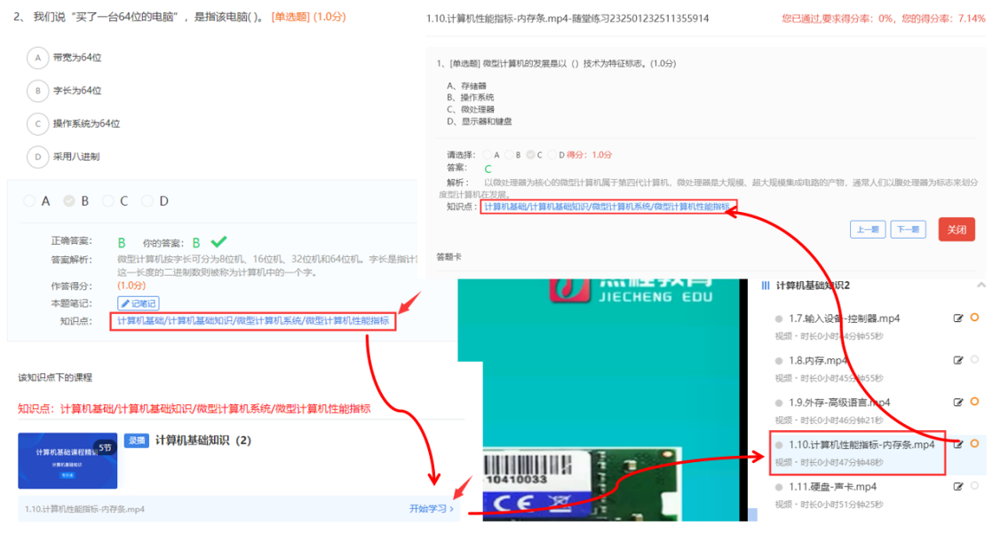 2、 我们说“买了一台64位的电脑”，是指该电脑( )。 [单选题] (1.0分)
A 带宽为64位
B 字长为64位
C 操作系统为64位
D 采用八进制
A B C D
正确答案： B 你的答案： B
答案解析： 微型计算机按字长可分为8位机、16位机、32位机和64位机。字长是指计
这一长度的二进制数则被称为计算机中的一个字。
作答得分： (1.0分)
本题笔记： 记笔记
知识点： 计算机基础/计算机基础知识/微型计算机系统/微型计算机性能指标
该知识点下的课程
知识点：计算机基础/计算机基础知识/微型计算机系统/微型计算机性能指标
计算机基础课程精讲
计算机基础知识
5节
录播 计算机基础知识（2）
1.10.计算机性能指标-内存条.mp4 开始学习 ›
1.10.计算机性能指标-内存条.mp4-随堂练习232501232511355914 您已通过,要求得分率：0%，您的得分率：7.14%
1、[单选题] 微型计算机的发展是以（）技术为特征标志。(1.0分)
A、存储器
B、操作系统
C、微处理器
D、显示器和键盘
请选择： A B C D 得分：1.0分
答案： C
解析： 以微处理器为核心的微型计算机属于第四代计算机，微处理器是大规模、超大规模集成电路的产物，通常人们以微处理器为标志来划分
度型计算机在发展。
知识点： 计算机基础/计算机基础知识/微型计算机系统/微型计算机性能指标
上一题 下一题 关闭
答题卡
JIECHENG EDU
10410033
CE
计算机基础知识2
1.7.输入设备-控制器.mp4
视频・时长0小时44分钟55秒
1.8.内存.mp4
视频・时长0小时45分钟55秒
1.9.外存-高级语言.mp4
视频・时长0小时46分钟21秒
1.10.计算机性能指标-内存条.mp4
视频・时长0小时47分钟48秒
1.11.硬盘-声卡.mp4
视频・时长0小时51分钟25秒